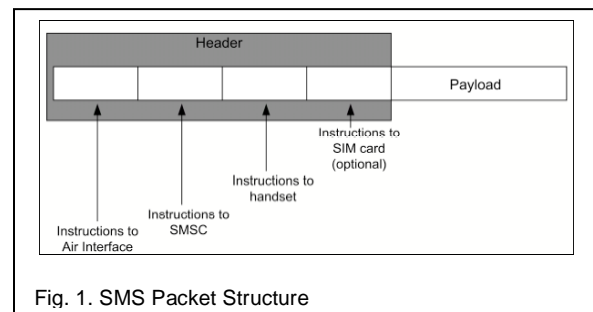 Header
Payload
Instructions to
SIM card
(optional)
Instructions to
handset
Instructions to
SMSC
Instructions to
Air Interface
Fig. 1. SMS Packet Structure